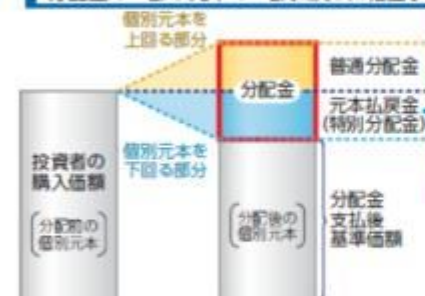 個別元本を
上回る部分
普通分配金
分配金
元本払戻金
(特別分配金)
投資者の
購入価額
(分配前の
個別元本)
個別元本を
下回る部分
(分配後の
個別元本)
分配金
支払後
基準価額